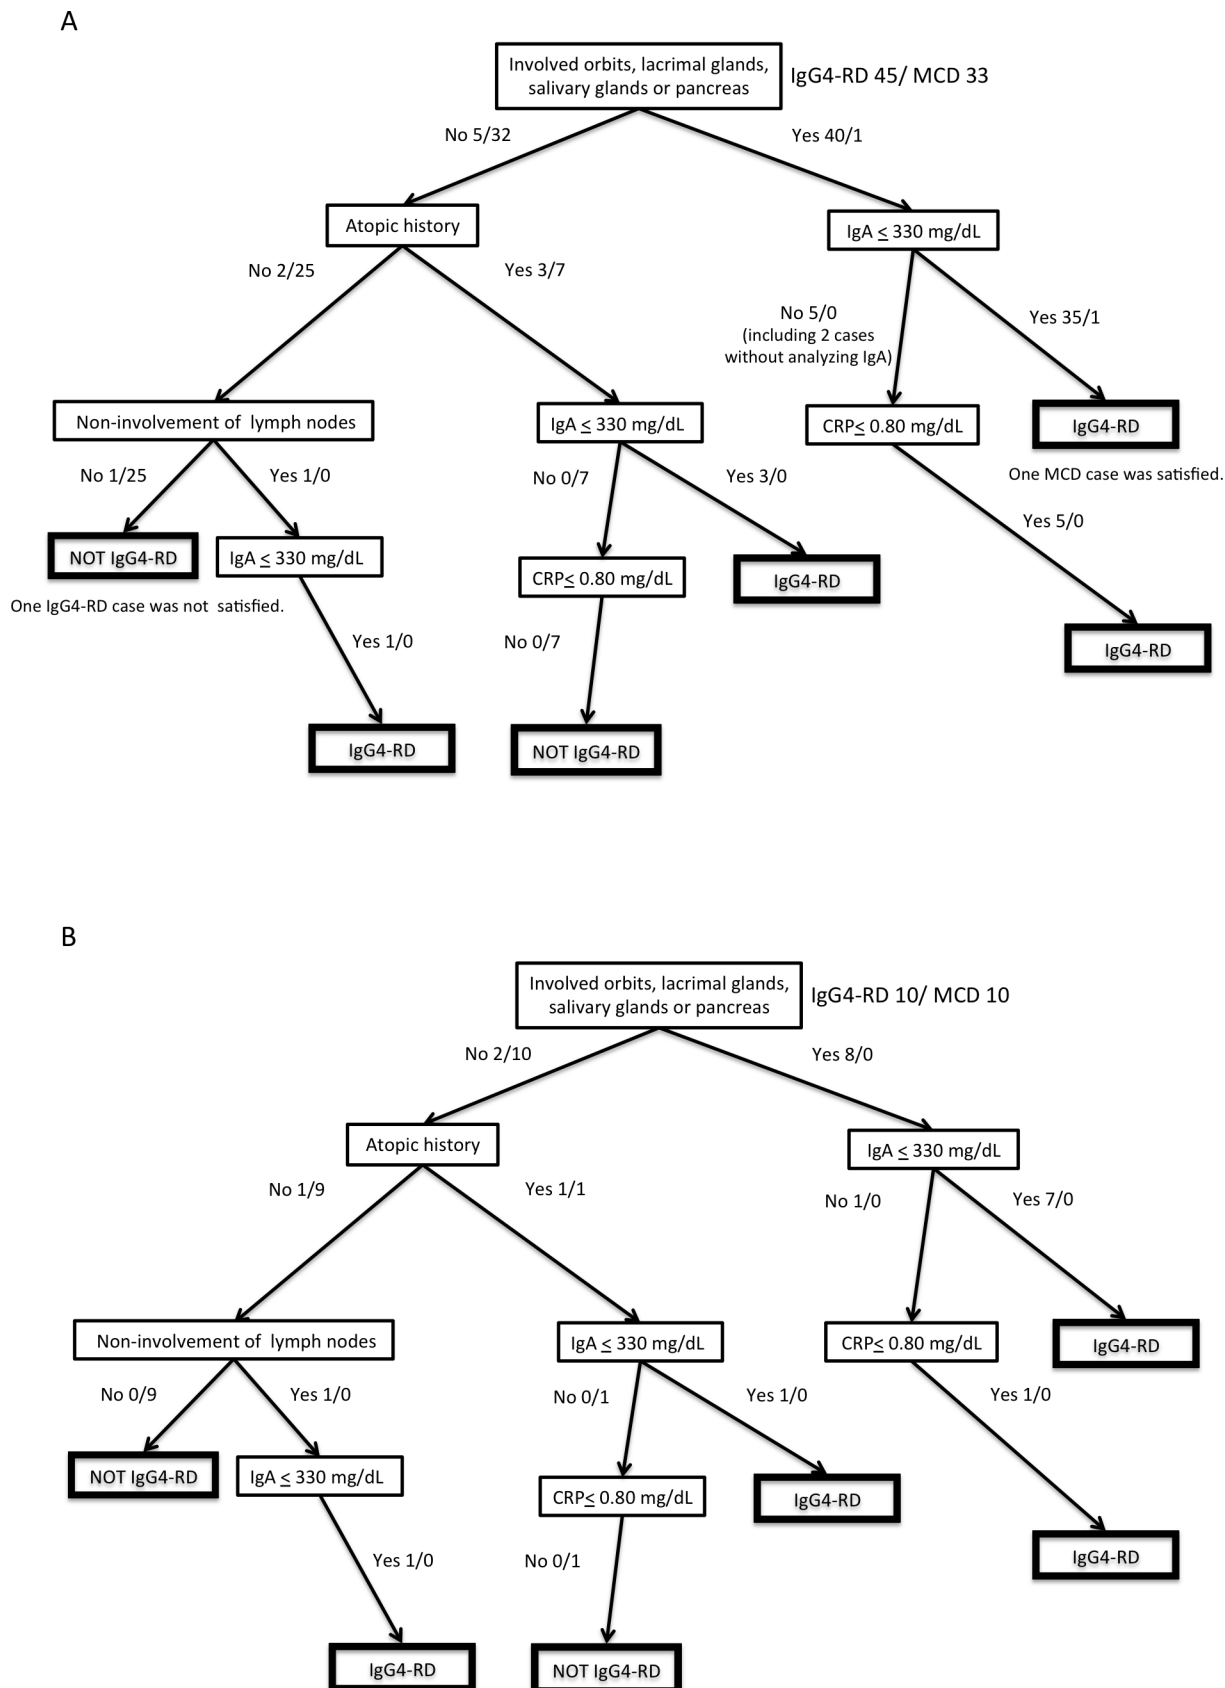 A
Involved orbits, lacrimal glands,
salivary glands or pancreas
IgG4-RD 45/ MCD 33
No 5/32
Yes 40/1
Atopic history
IgA ≤ 330 mg/dL
No 2/25
Yes 3/7
No 5/0
(including 2 cases
without analyzing IgA)
Yes 35/1
Non-involvement of lymph nodes
IgA ≤ 330 mg/dL
CRP≤ 0.80 mg/dL
IgG4-RD
One MCD case was satisfied.
No 1/25
Yes 1/0
No 0/7
Yes 3/0
Yes 5/0
NOT IgG4-RD
IgA ≤ 330 mg/dL
CRP≤ 0.80 mg/dL
IgG4-RD
One IgG4-RD case was not satisfied.
Yes 1/0
No 0/7
IgG4-RD
IgG4-RD
NOT IgG4-RD
B
Involved orbits, lacrimal glands,
salivary glands or pancreas
IgG4-RD 10/ MCD 10
No 2/10
Yes 8/0
Atopic history
IgA ≤ 330 mg/dL
No 1/9
Yes 1/1
No 1/0
Yes 7/0
Non-involvement of lymph nodes
IgA ≤ 330 mg/dL
CRP≤ 0.80 mg/dL
IgG4-RD
No 0/9
Yes 1/0
No 0/1
Yes 1/0
Yes 1/0
NOT IgG4-RD
IgA ≤ 330 mg/dL
CRP≤ 0.80 mg/dL
IgG4-RD
IgG4-RD
Yes 1/0
No 0/1
IgG4-RD
NOT IgG4-RD